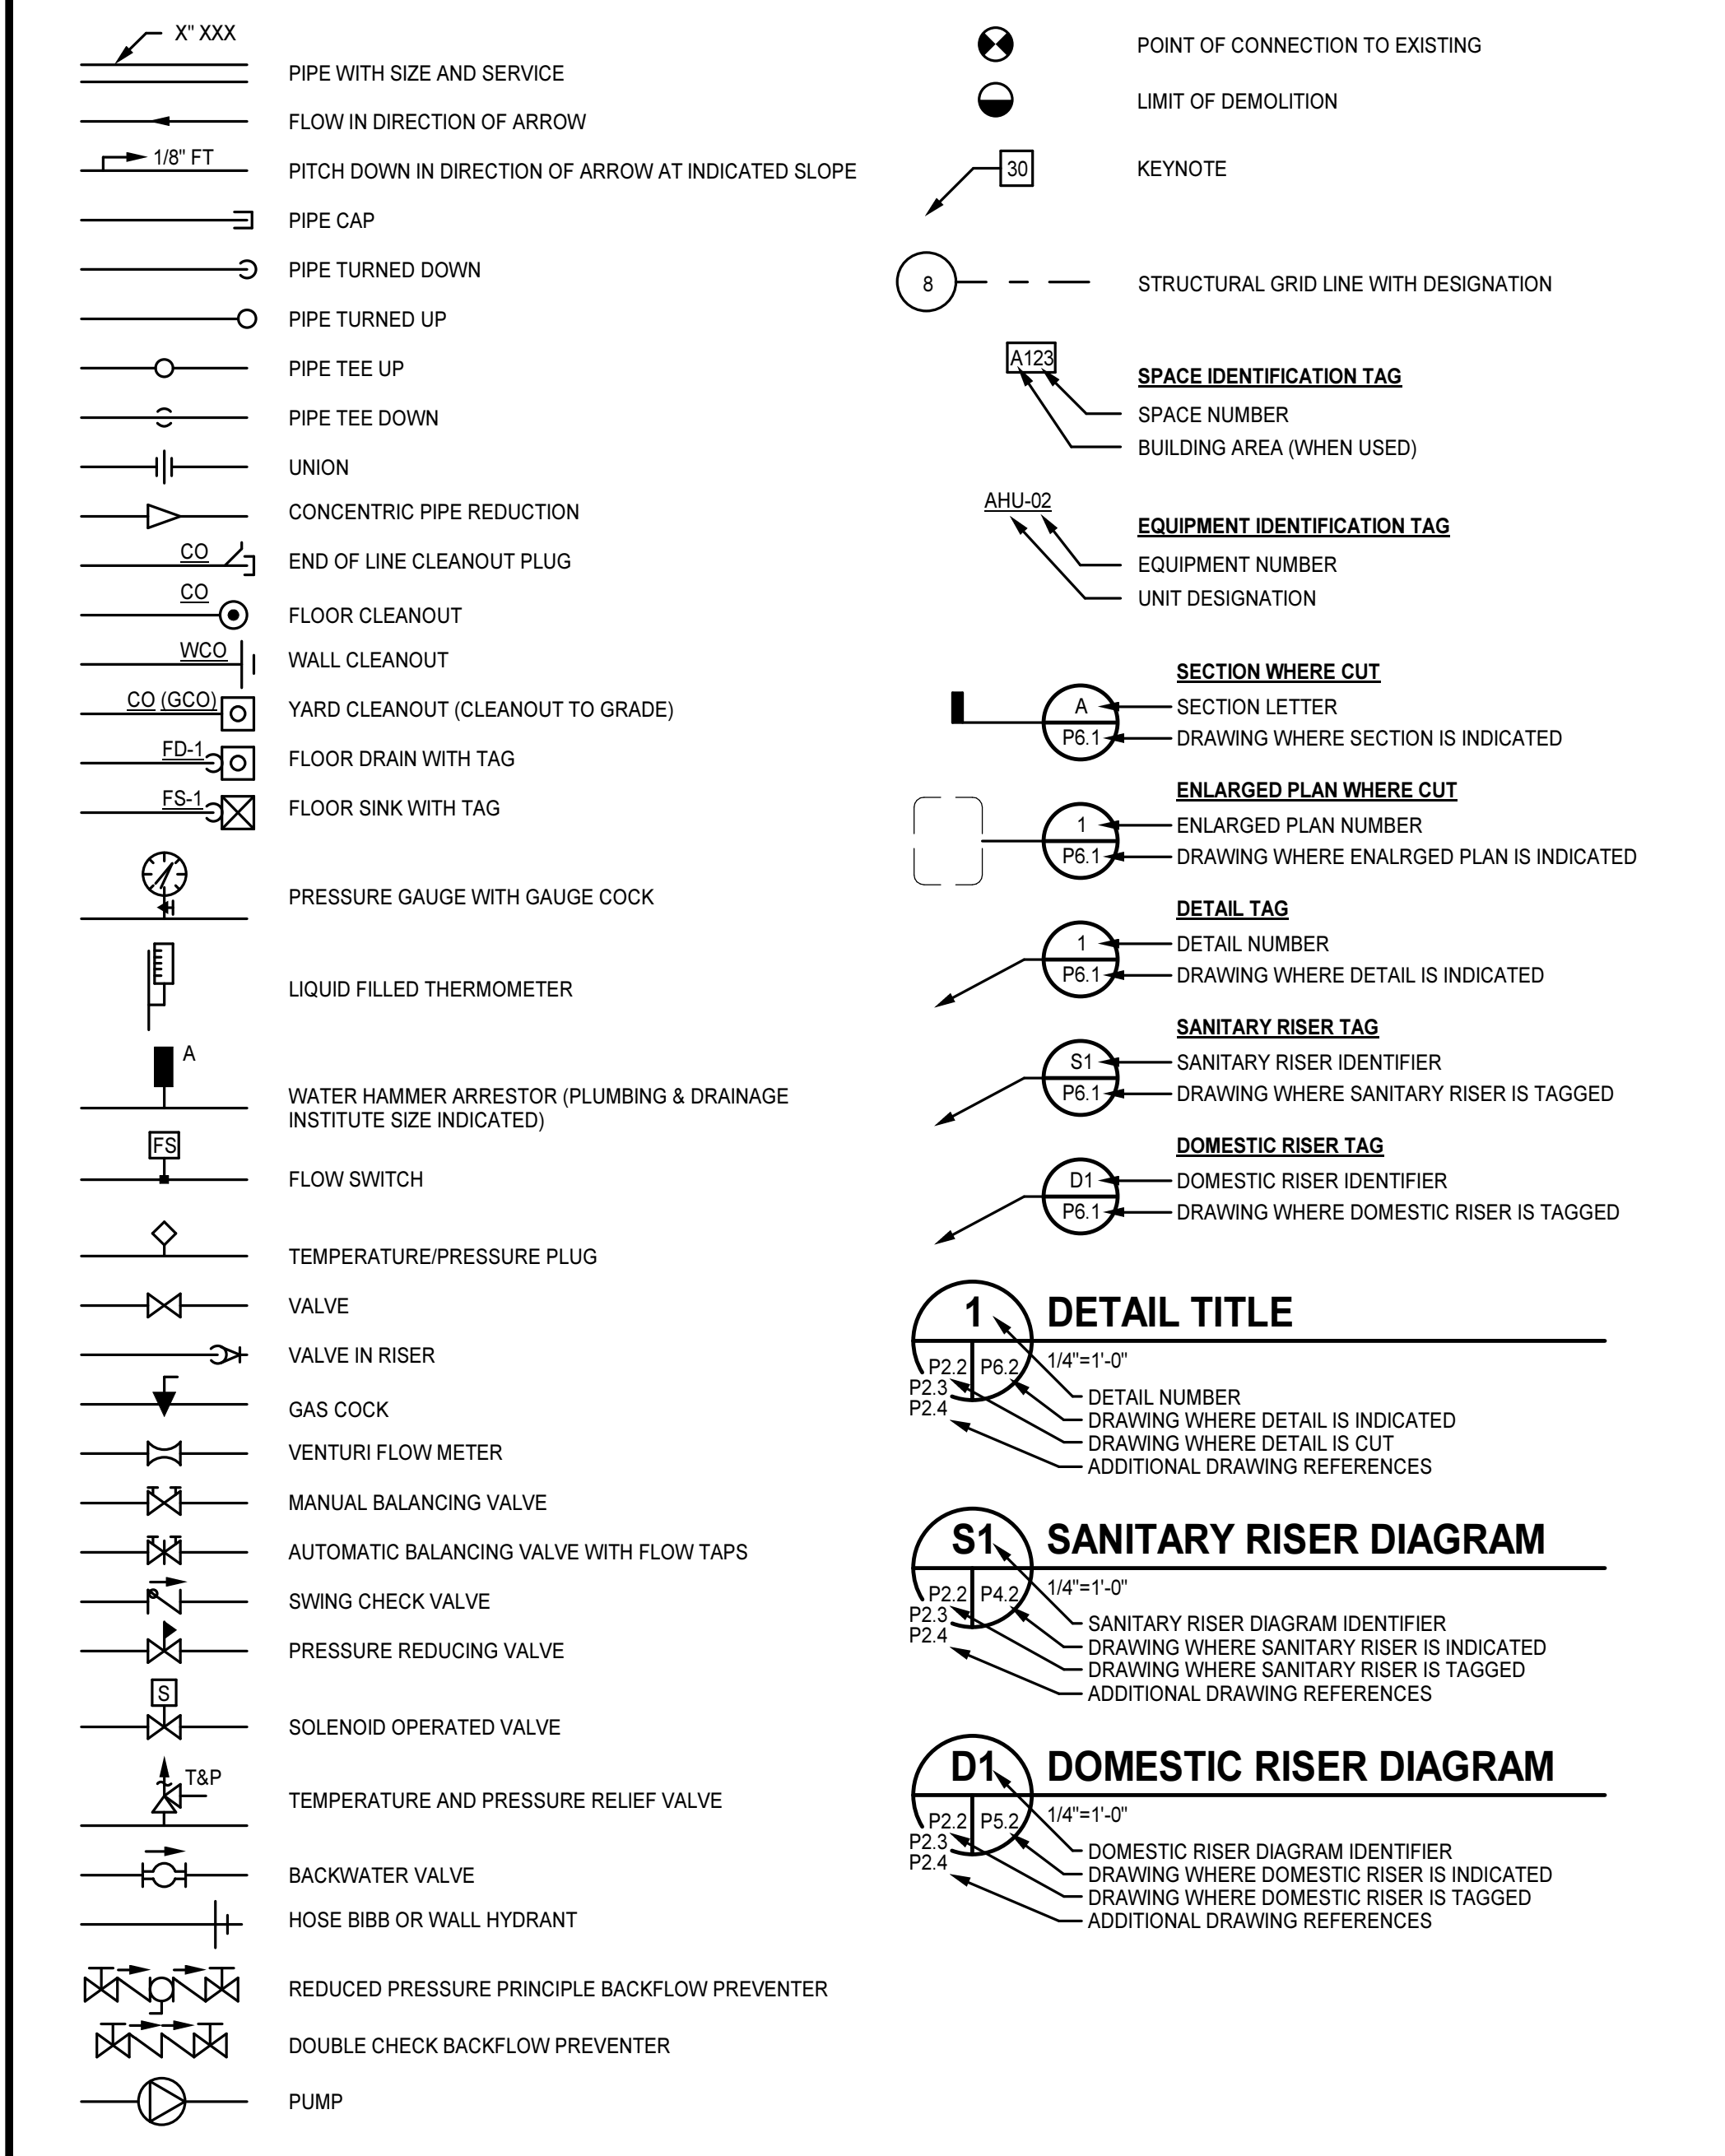 X" XXX
PIPE WITH SIZE AND SERVICE
FLOW IN DIRECTION OF ARROW
1/8" FT
PITCH DOWN IN DIRECTION OF ARROW AT INDICATED SLOPE
PIPE CAP
PIPE TURNED DOWN
PIPE TURNED UP
PIPE TEE UP
PIPE TEE DOWN
UNION
CONCENTRIC PIPE REDUCTION
CO
END OF LINE CLEANOUT PLUG
CO
FLOOR CLEANOUT
WCO
WALL CLEANOUT
CO (GCO)
YARD CLEANOUT (CLEANOUT TO GRADE)
FD-1
FLOOR DRAIN WITH TAG
FS-1
FLOOR SINK WITH TAG
PRESSURE GAUGE WITH GAUGE COCK
LIQUID FILLED THERMOMETER
A
WATER HAMMER ARRESTOR (PLUMBING & DRAINAGE
INSTITUTE SIZE INDICATED)
FS
FLOW SWITCH
TEMPERATURE/PRESSURE PLUG
VALVE
VALVE IN RISER
GAS COCK
VENTURI FLOW METER
MANUAL BALANCING VALVE
AUTOMATIC BALANCING VALVE WITH FLOW TAPS
SWING CHECK VALVE
PRESSURE REDUCING VALVE
S
SOLENOID OPERATED VALVE
T&P
TEMPERATURE AND PRESSURE RELIEF VALVE
BACKWATER VALVE
HOSE BIBB OR WALL HYDRANT
REDUCED PRESSURE PRINCIPLE BACKFLOW PREVENTER
DOUBLE CHECK BACKFLOW PREVENTER
PUMP
POINT OF CONNECTION TO EXISTING
LIMIT OF DEMOLITION
30
KEYNOTE
8
STRUCTURAL GRID LINE WITH DESIGNATION
A123
SPACE IDENTIFICATION TAG
SPACE NUMBER
BUILDING AREA (WHEN USED)
AHU-02
EQUIPMENT IDENTIFICATION TAG
EQUIPMENT NUMBER
UNIT DESIGNATION
SECTION WHERE CUT
A
SECTION LETTER
P6.1
DRAWING WHERE SECTION IS INDICATED
ENLARGED PLAN WHERE CUT
1
ENLARGED PLAN NUMBER
P6.1
DRAWING WHERE ENALRGED PLAN IS INDICATED
DETAIL TAG
1
DETAIL NUMBER
P6.1
DRAWING WHERE DETAIL IS INDICATED
SANITARY RISER TAG
S1
SANITARY RISER IDENTIFIER
P6.1
DRAWING WHERE SANITARY RISER IS TAGGED
DOMESTIC RISER TAG
D1
DOMESTIC RISER IDENTIFIER
P6.1
DRAWING WHERE DOMESTIC RISER IS TAGGED
1
DETAIL TITLE
P2.2
P6.2
1/4"=1'-0"
P2.3
P2.4
DETAIL NUMBER
DRAWING WHERE DETAIL IS INDICATED
DRAWING WHERE DETAIL IS CUT
ADDITIONAL DRAWING REFERENCES
S1
SANITARY RISER DIAGRAM
P2.2
P4.2
1/4"=1'-0"
P2.3
P2.4
SANITARY RISER DIAGRAM IDENTIFIER
DRAWING WHERE SANITARY RISER IS INDICATED
DRAWING WHERE SANITARY RISER IS TAGGED
ADDITIONAL DRAWING REFERENCES
D1
DOMESTIC RISER DIAGRAM
P2.2
P5.2
1/4"=1'-0"
P2.3
P2.4
DOMESTIC RISER DIAGRAM IDENTIFIER
DRAWING WHERE DOMESTIC RISER IS INDICATED
DRAWING WHERE DOMESTIC RISER IS TAGGED
ADDITIONAL DRAWING REFERENCES